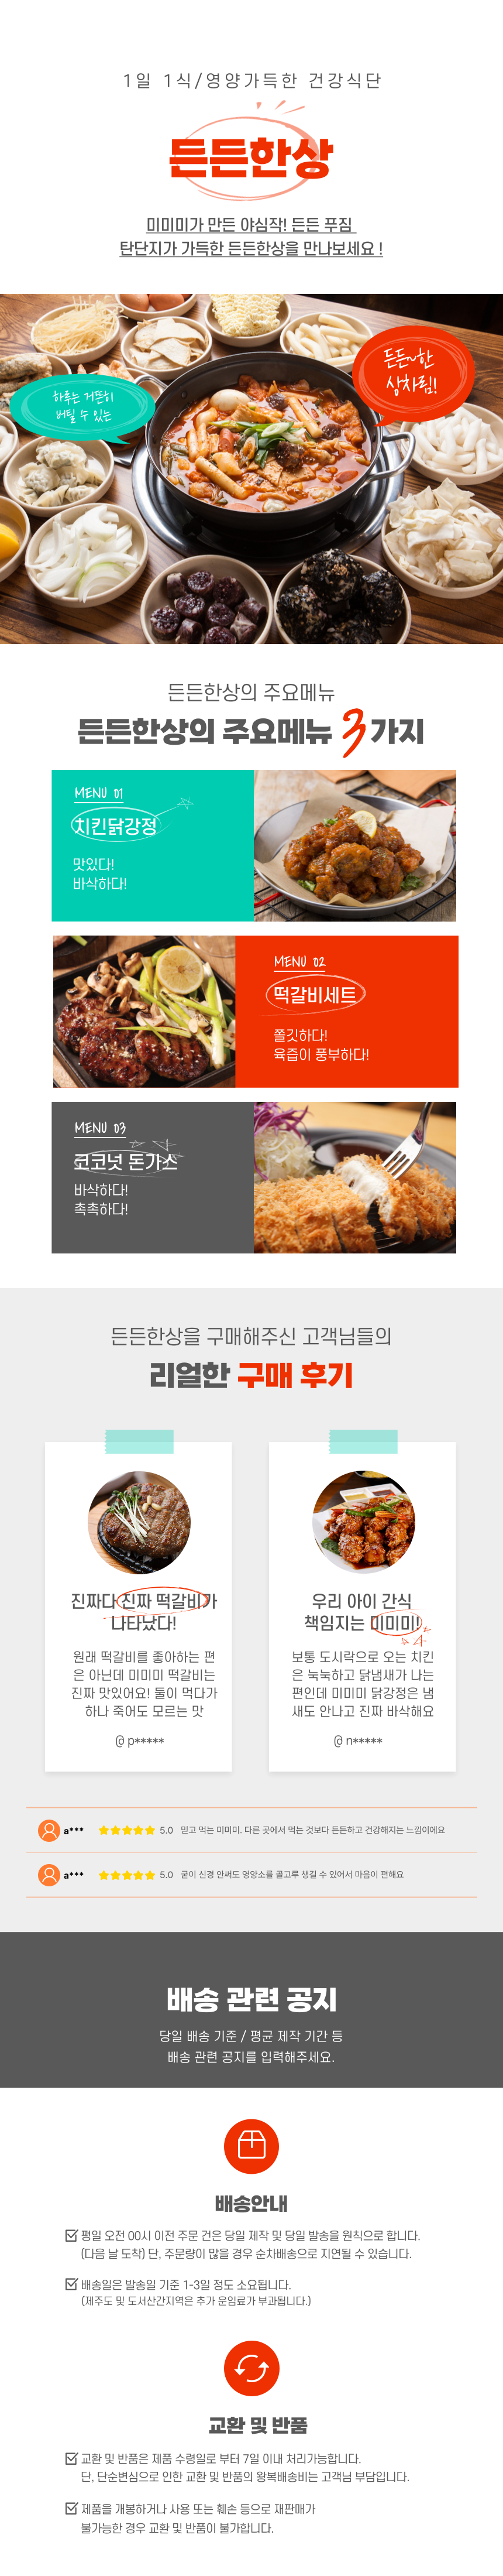 1일 1식/영양가득한 건강식단
든든한상
미미미가 만든 야심작! 든든 푸짐
탄단지가 가득한 든든한상을 만나보세요 !
하루는 거뜬히
버틸 수 있는
든든~한
상차림!
든든한상의 주요메뉴
든든한상의 주요메뉴 3가지
MENU 01
치킨닭강정
맛있다!
바삭하다!
MENU 02
떡갈비세트
쫄깃하다!
육즙이 풍부하다!
MENU 03
코코넛 돈가스
바삭하다!
촉촉하다!
든든한상을 구매해주신 고객님들의
리얼한 구매 후기
진짜다 진짜 떡갈비가
나타났다!
원래 떡갈비를 좋아하는 편
은 아닌데 미미미 떡갈비는
진짜 맛있어요! 둘이 먹다가
하나 죽어도 모르는 맛
@ p*****
우리 아이 간식
책임지는 미미미!
보통 도시락으로 오는 치킨
은 눅눅하고 닭냄새가 나는
편인데 미미미 닭강정은 냄
새도 안나고 진짜 바삭해요
@ n*****
a*** 5.0 믿고 먹는 미미미. 다른 곳에서 먹는 것보다 든든하고 건강해지는 느낌이에요
a*** 5.0 굳이 신경 안써도 영양소를 골고루 챙길 수 있어서 마음이 편해요
배송 관련 공지
당일 배송 기준 / 평균 제작 기간 등
배송 관련 공지를 입력해주세요.
배송안내
평일 오전 00시 이전 주문 건은 당일 제작 및 당일 발송을 원칙으로 합니다.
(다음 날 도착) 단, 주문량이 많을 경우 순차배송으로 지연될 수 있습니다.
배송일은 발송일 기준 1-3일 정도 소요됩니다.
(제주도 및 도서산간지역은 추가 운임료가 부과됩니다.)
교환 및 반품
교환 및 반품은 제품 수령일로 부터 7일 이내 처리가능합니다.
단, 단순변심으로 인한 교환 및 반품의 왕복배송비는 고객님 부담입니다.
제품을 개봉하거나 사용 또는 훼손 등으로 재판매가
불가능한 경우 교환 및 반품이 불가합니다.